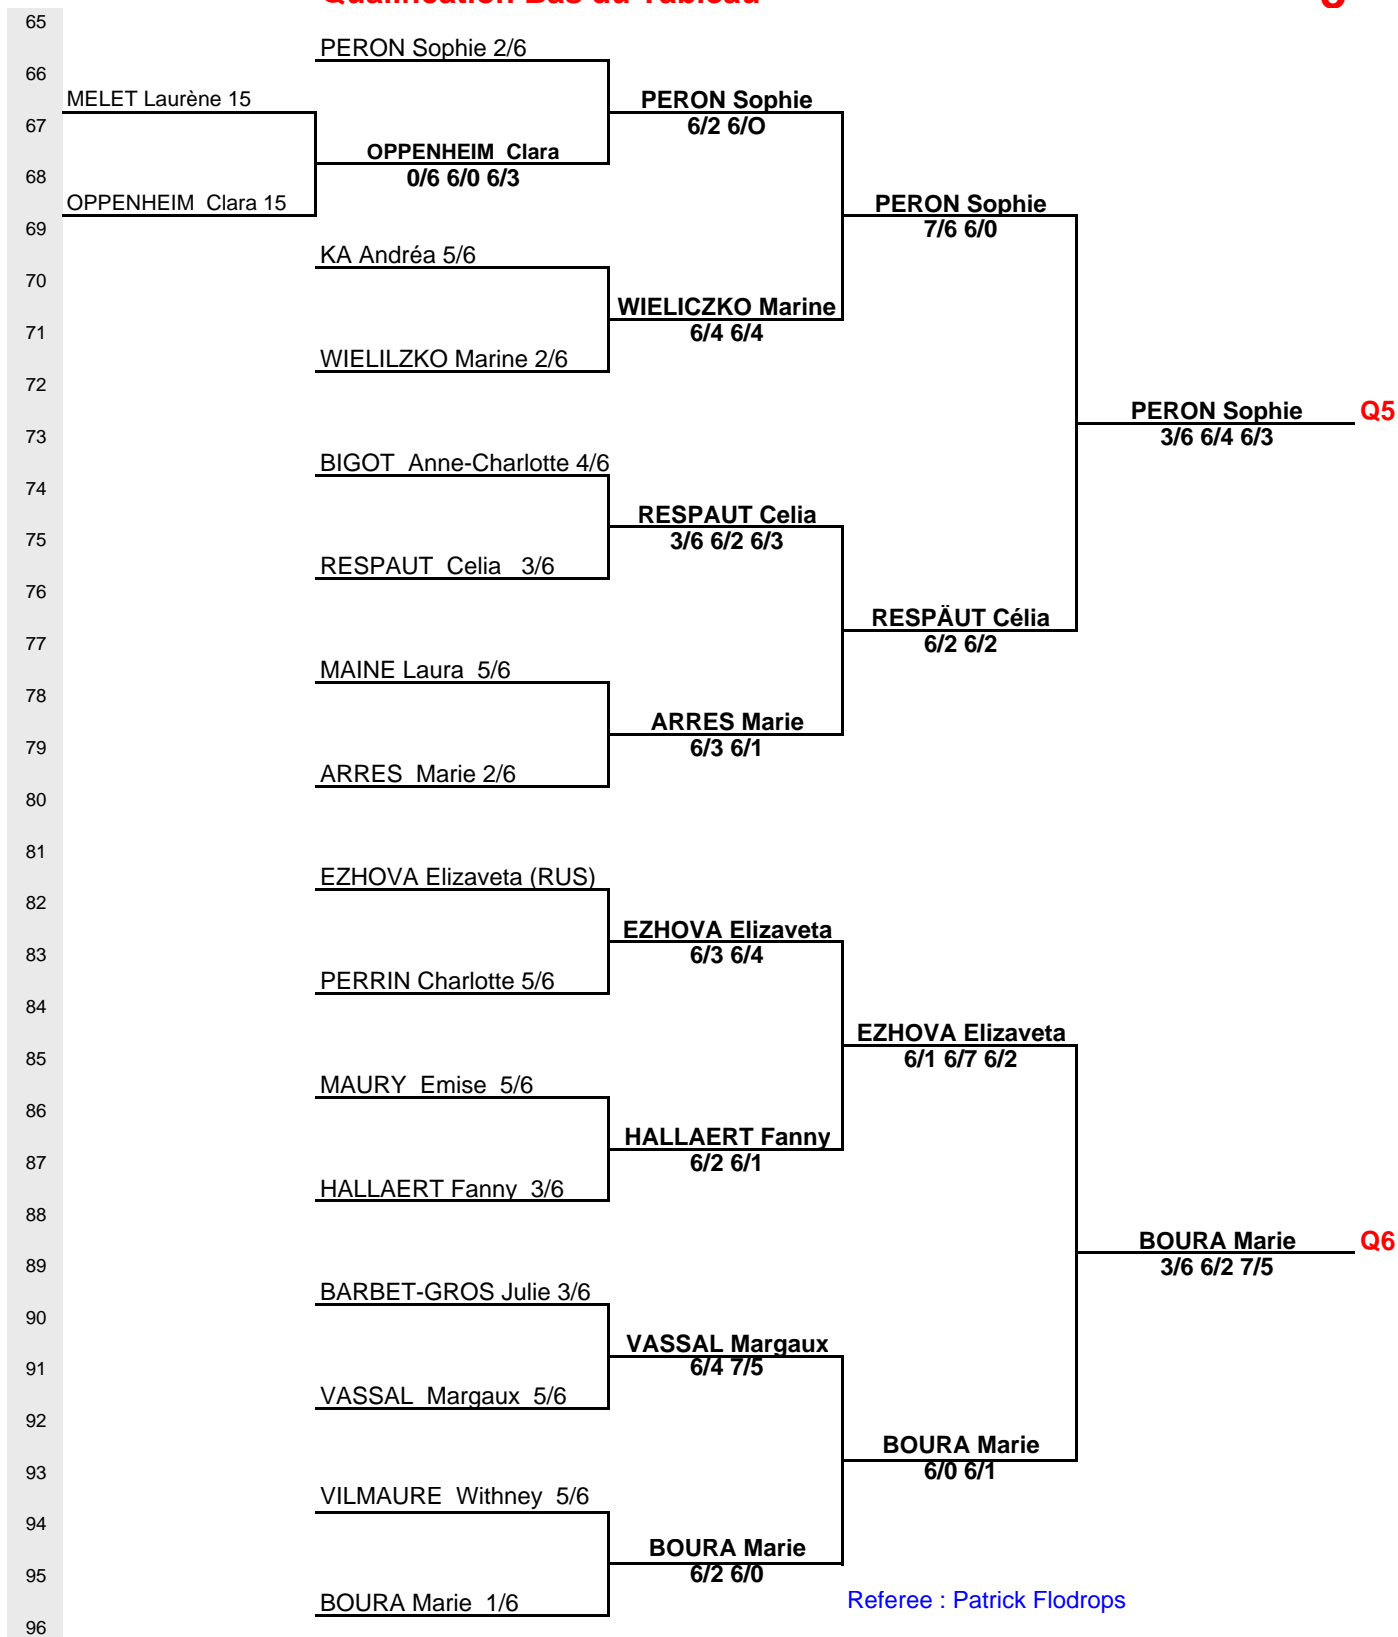 65
PERON Sophie 2/6
66
MELET Laurène 15
PERON Sophie
67
6/2 6/O
OPPENHEIM Clara
68
0/6 6/0 6/3
OPPENHEIM Clara 15
PERON Sophie
69
7/6 6/0
KA Andréa 5/6
70
WIELICZKO Marine
71
6/4 6/4
WIELILZKO Marine 2/6
72
PERON Sophie
Q5
73
3/6 6/4 6/3
BIGOT Anne-Charlotte 4/6
74
RESPAUT Celia
75
3/6 6/2 6/3
RESPAUT Celia 3/6
76
RESPÄUT Célia
77
6/2 6/2
MAINE Laura 5/6
78
ARRES Marie
79
6/3 6/1
ARRES Marie 2/6
80
81
EZHOVA Elizaveta (RUS)
82
EZHOVA Elizaveta
83
6/3 6/4
PERRIN Charlotte 5/6
84
EZHOVA Elizaveta
85
6/1 6/7 6/2
MAURY Emise 5/6
86
HALLAERT Fanny
87
6/2 6/1
HALLAERT Fanny 3/6
88
BOURA Marie
Q6
89
3/6 6/2 7/5
BARBET-GROS Julie 3/6
90
VASSAL Margaux
91
6/4 7/5
VASSAL Margaux 5/6
92
BOURA Marie
93
6/0 6/1
VILMAURE Withney 5/6
94
BOURA Marie
95
6/2 6/0
BOURA Marie 1/6
Referee : Patrick Flodrops
96